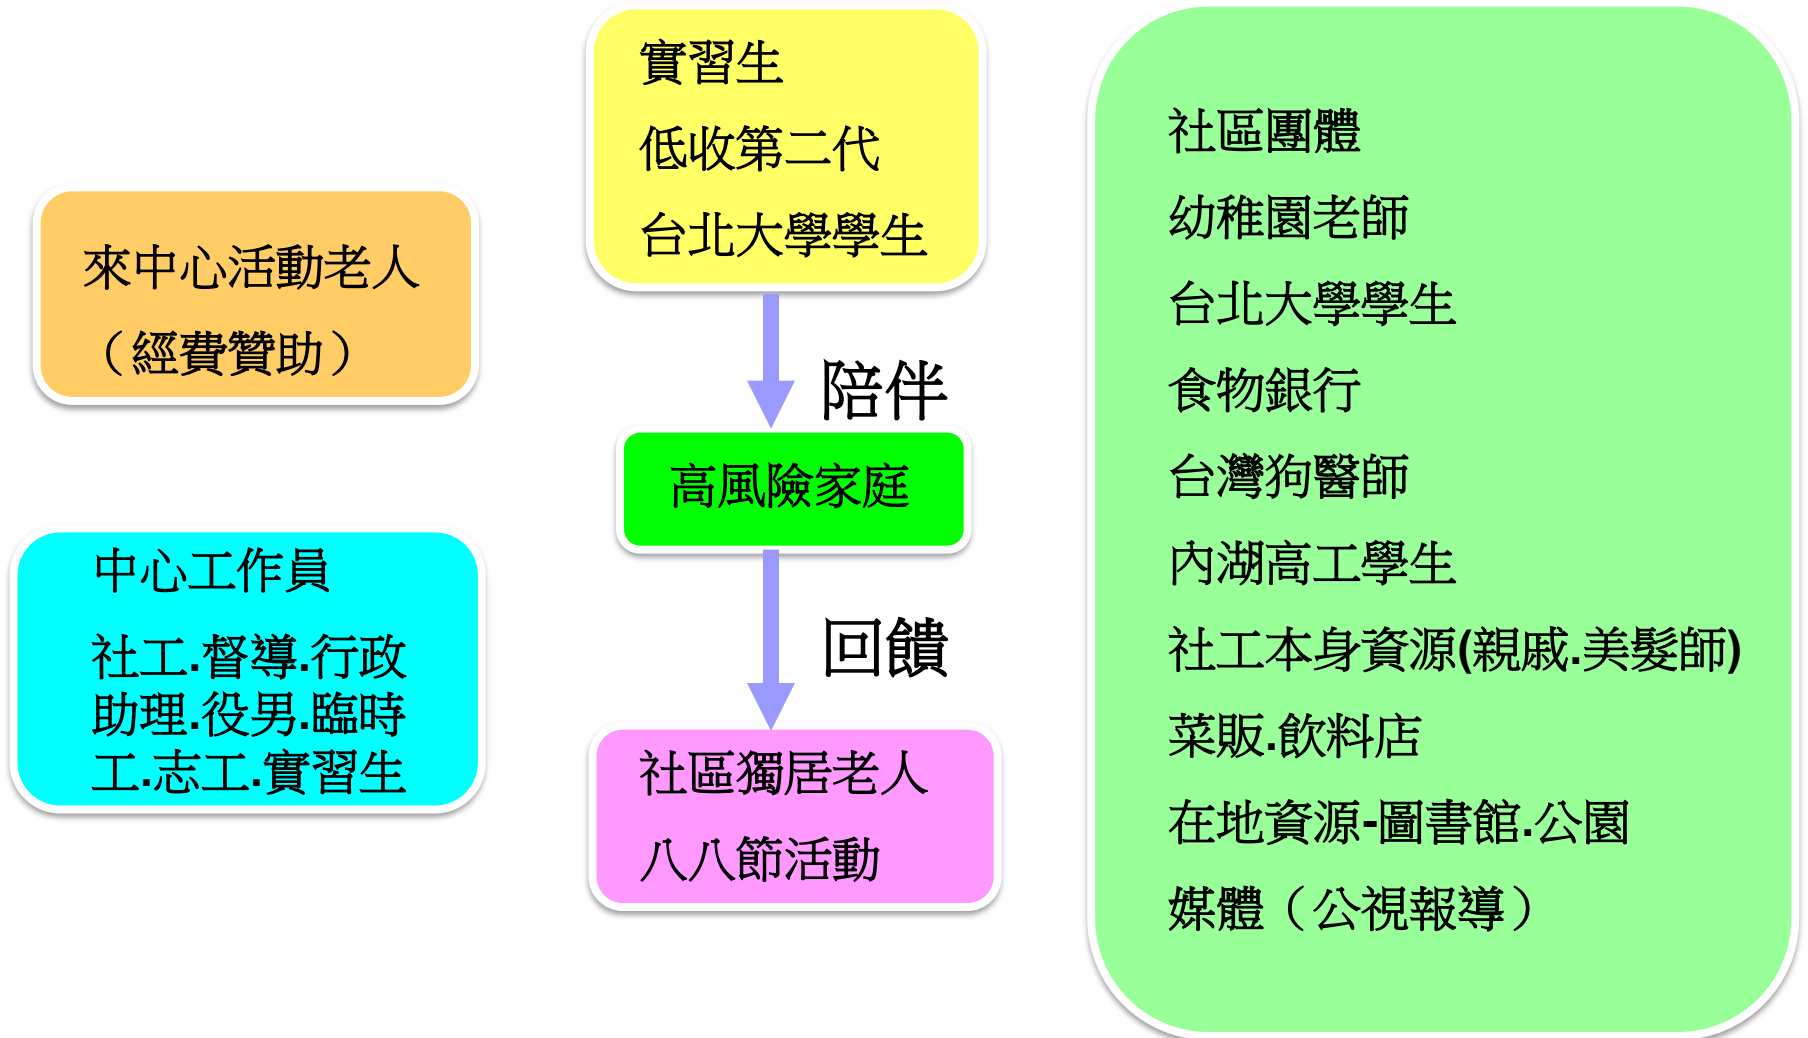 來中心活動老人
（經費贊助）
中心工作員
社工.督導.行政
助理.役男.臨時
工.志工.實習生
實習生
低收第二代
台北大學學生
陪伴
高風險家庭
回饋
社區獨居老人
八八節活動
社區團體
幼稚園老師
台北大學學生
食物銀行
台灣狗醫師
內湖高工學生
社工本身資源(親戚.美髮師)
菜販.飲料店
在地資源-圖書館.公園
媒體（公視報導）